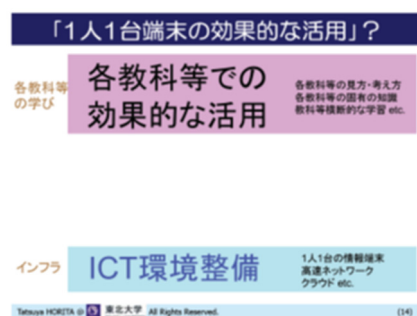 「1人1台端末の効果的な活用」?
各教科等
の学び
各教科等での
効果的な活用
各教科等の見方・考え方
各教科等の固有の知識
教科等横断的な学習 etc.
インフラ
ICT環境整備
1人1台の情報端末
高速ネットワーク
クラウド etc.
Tatsuya HORITA @ 東北大学 All Rights Reserved.
(14)